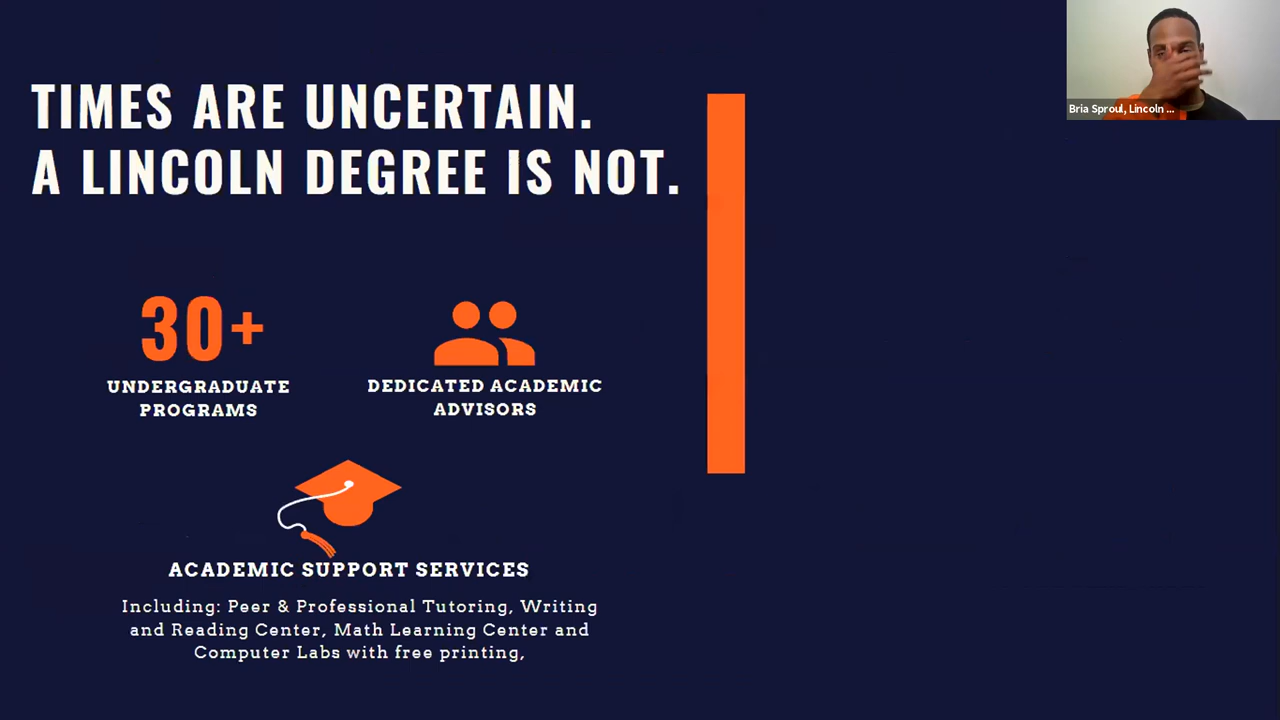 TIMES ARE UNCERTAIN.
A LINCOLN DEGREE IS NOT.
30+
UNDERGRADUATE
PROGRAMS
DEDICATED ACADEMIC
ADVISORS
ACADEMIC SUPPORT SERVICES
Including: Peer & Professional Tutoring, Writing
and Reading Center, Math Learning Center and
Computer Labs with free printing,
Bria Sproul, Lincoln ...